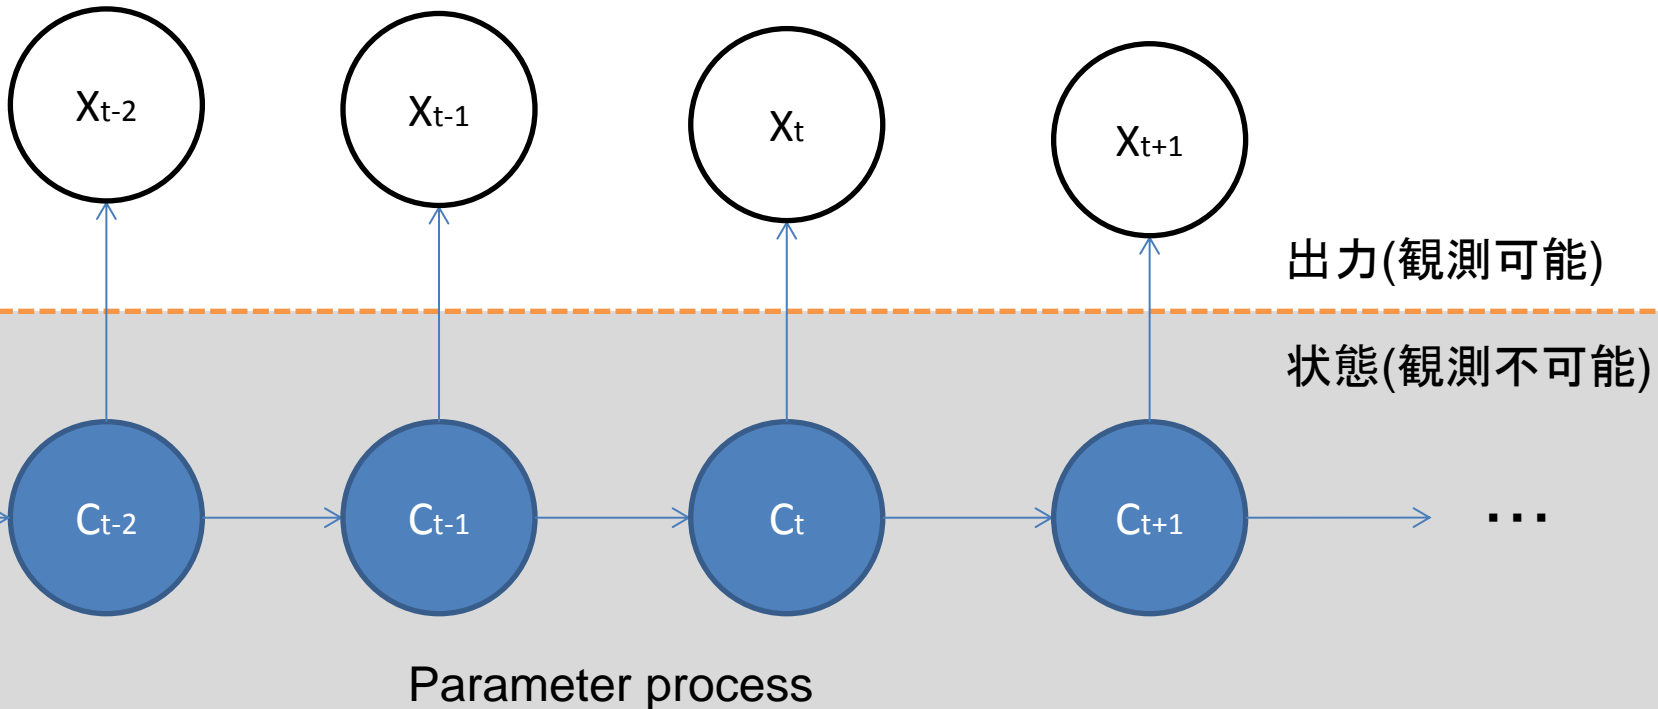 Xt-2
Xt-1
Xt
Xt+1
出力(観測可能)
状態(観測不可能)
Ct-2
Ct-1
Ct
Ct+1
…
Parameter process